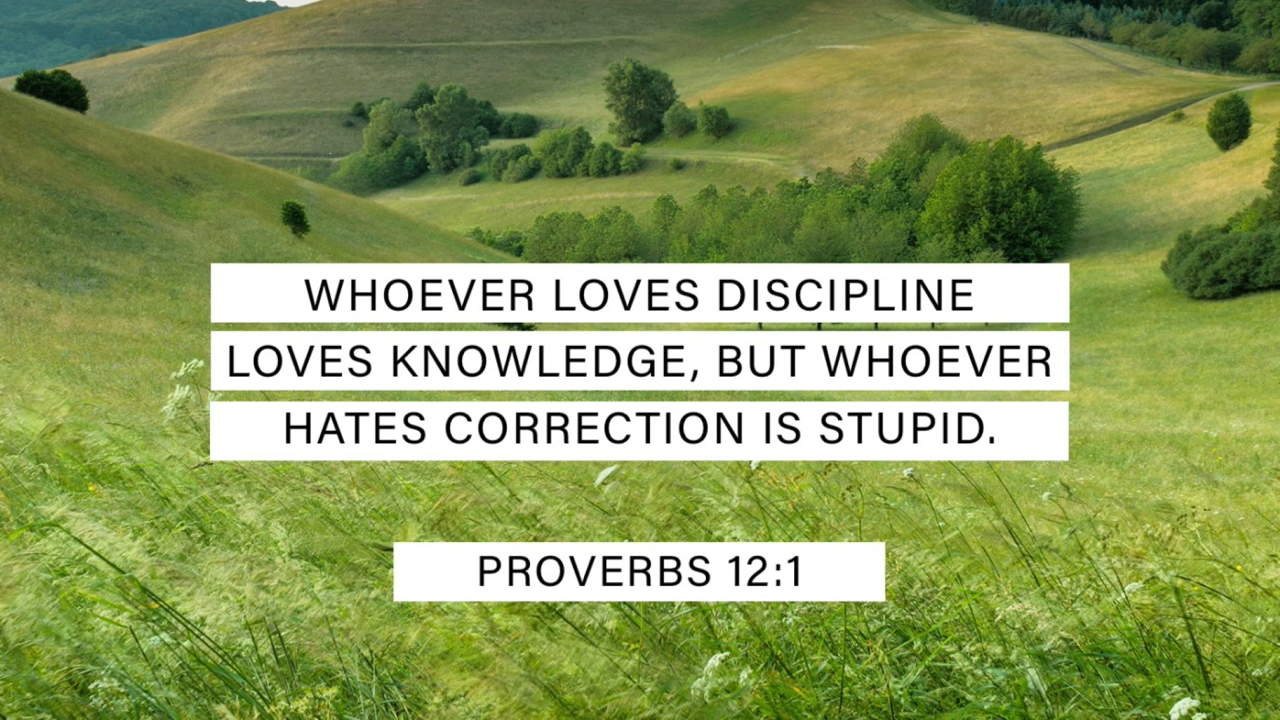 WHOEVER LOVES DISCIPLINE
LOVES KNOWLEDGE, BUT WHOEVER
HATES CORRECTION IS STUPID.
PROVERBS 12:1